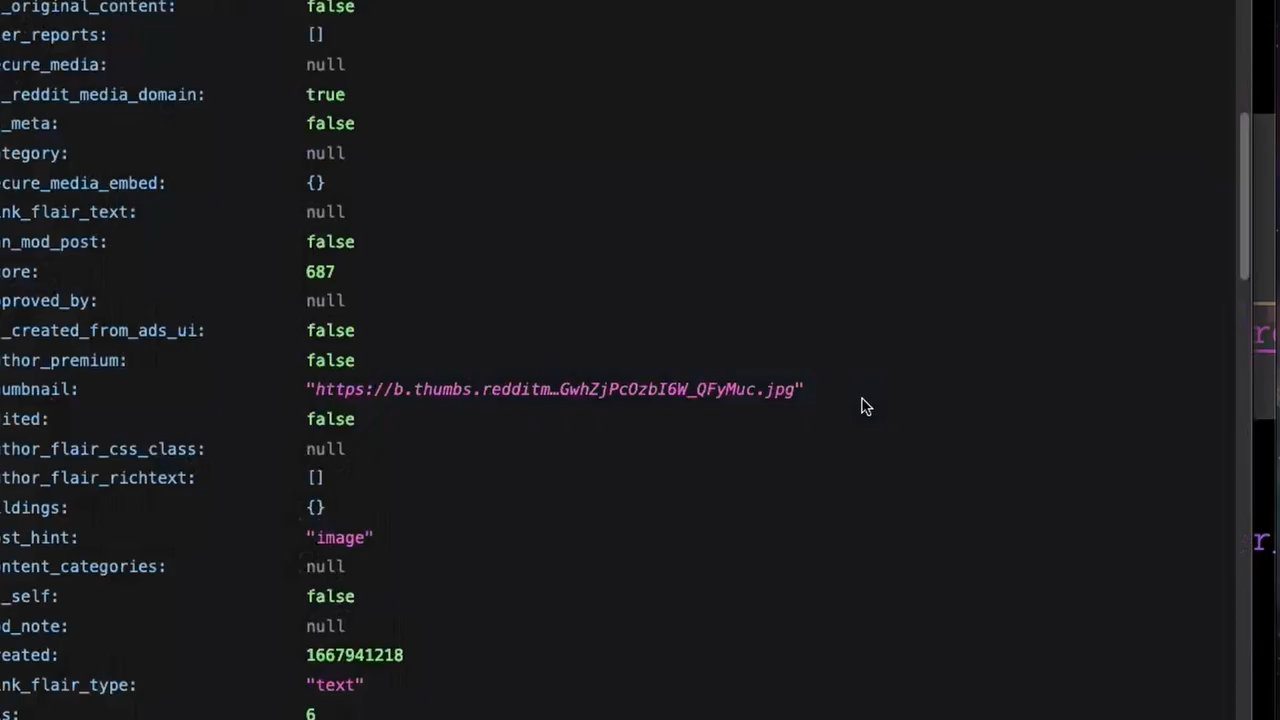 _original_content: false
er_reports: []
cure_media: null
_reddit_media_domain: true
_meta: false
tegory: null
cure_media_embed: {}
nk_flair_text: null
n_mod_post: false
ore: 687
proved_by: null
_created_from_ads_ui: false
thor_premium: false
umbnail: "https://b.thumbs.redditm…GwhZjPcOzbI6W_QFyMuc.jpg"
ited: false
thor_flair_css_class: null
thor_flair_richtext: []
ldings: {}
st_hint: "image"
ntent_categories: null
_self: false
d_note: null
eated: 1667941218
nk_flair_type: "text"
s: 6